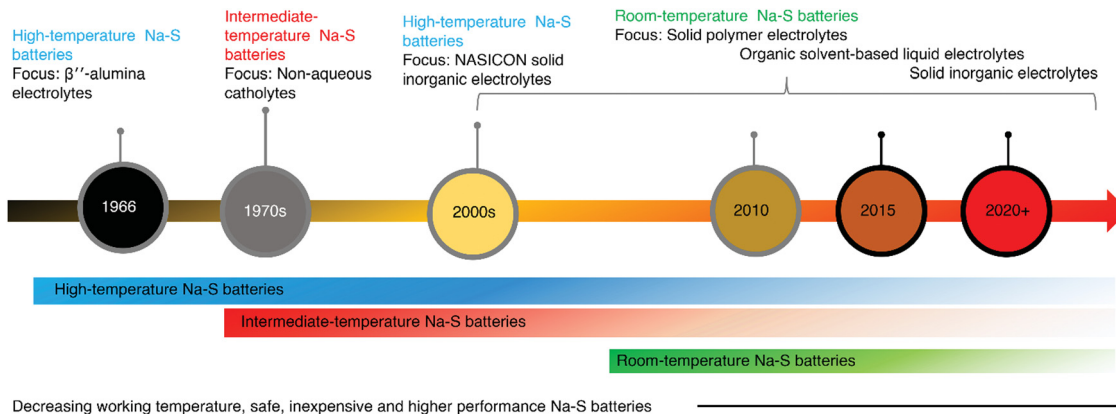 High-temperature Na-S
batteries
Focus: β′′-alumina
electrolytes
Intermediate-
temperature Na-S
batteries
Focus: Non-aqueous
catholytes
High-temperature Na-S
batteries
Focus: NASICON solid
inorganic electrolytes
Room-temperature Na-S batteries
Focus: Solid polymer electrolytes
Organic solvent-based liquid electrolytes
Solid inorganic electrolytes
1966
1970s
2000s
2010
2015
2020+
High-temperature Na-S batteries
Intermediate-temperature Na-S batteries
Room-temperature Na-S batteries
Decreasing working temperature, safe, inexpensive and higher performance Na-S batteries